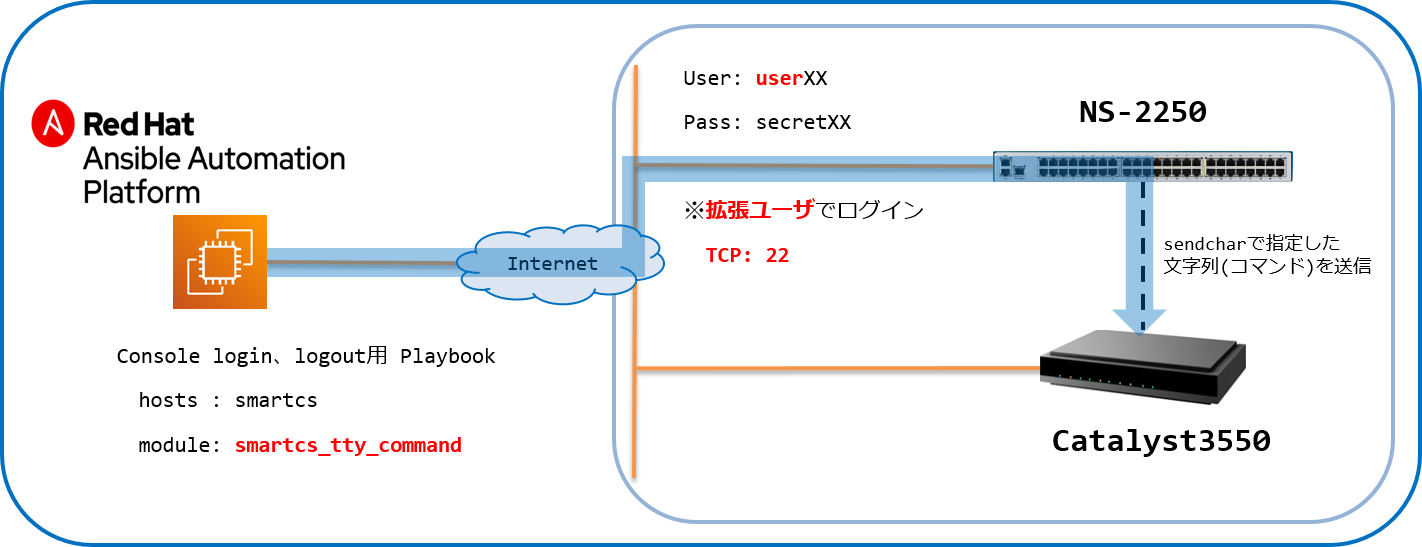 Red Hat
Ansible Automation
Platform
Console login、logout用 Playbook
hosts : smartcs
module: smartcs_tty_command
Internet
User: userXX
Pass: secretXX
※拡張ユーザでログイン
TCP: 22
NS-2250
sendcharで指定した
文字列(コマンド)を送信
Catalyst3550